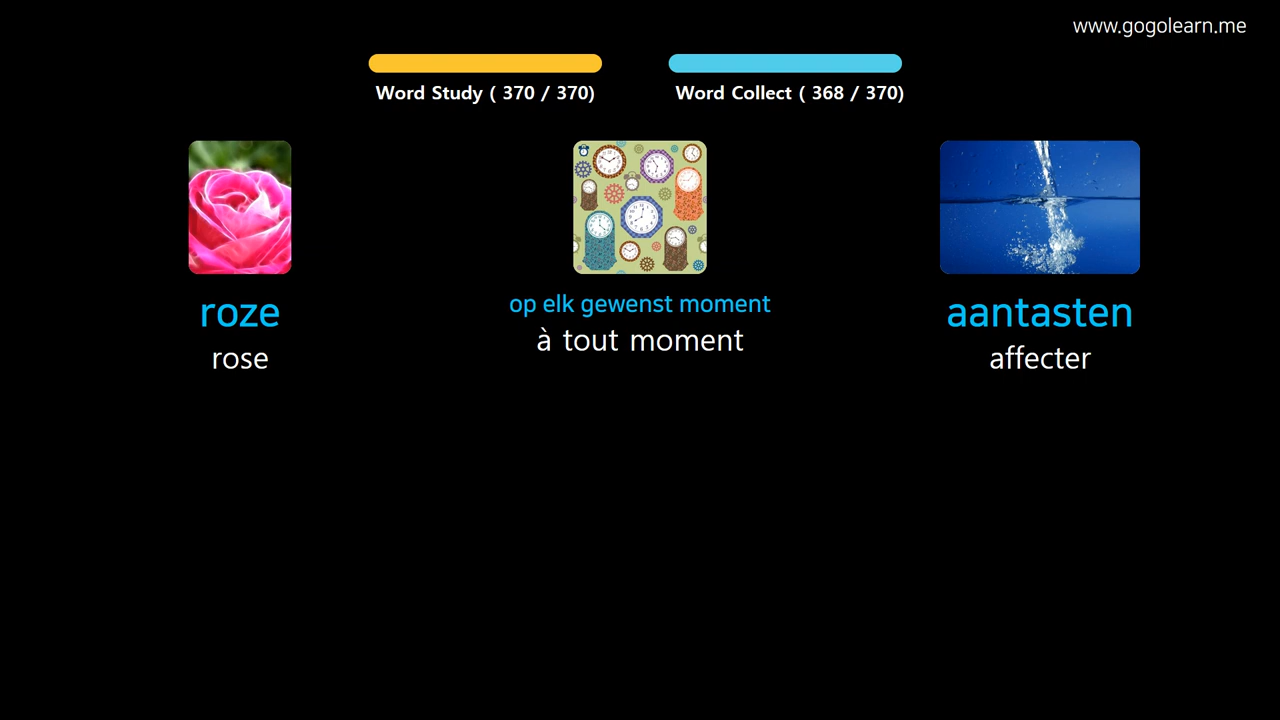 www.gogolearn.me
Word Study ( 370 / 370)
Word Collect ( 368 / 370)
roze
rose
op elk gewenst moment
à tout moment
aantasten
affecter